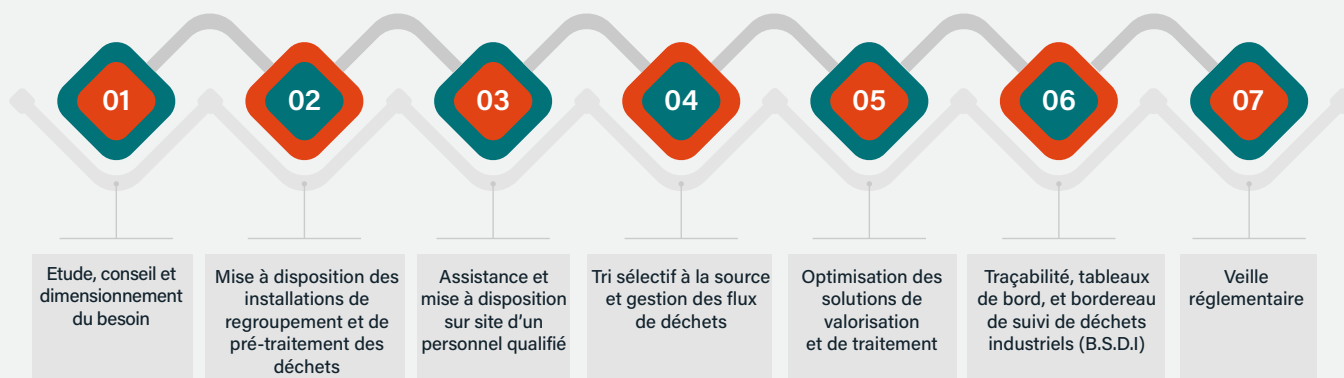 01
02
03
04
05
06
07
Etude, conseil et
dimensionnement
du besoin
Mise à disposition des
installations de
regroupement et de
pré-traitement des
déchets
Assistance et
mise à disposition
sur site d’un
personnel qualifié
Tri sélectif à la source
et gestion des flux
de déchets
Optimisation des
solutions de
valorisation
et de traitement
Traçabilité, tableaux
de bord, et bordereau
de suivi de déchets
industriels (B.S.D.I)
Veille
réglementaire